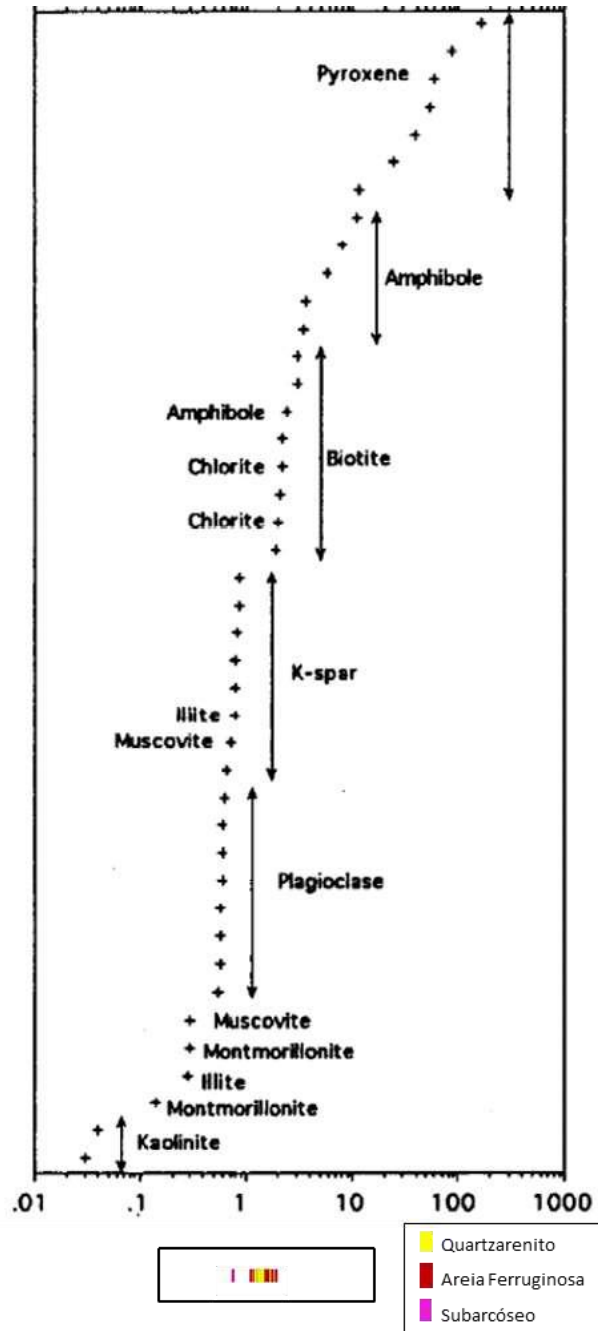 Pyroxene
Amphibole
Amphibole
Biotite
Chlorite
Chlorite
K-spar
Illite
Muscovite
Plagioclase
Muscovite
Montmorillonite
Illite
Montmorillonite
Kaolinite
.01 .1 1 10 100 1000
Quartzarenito
Areia Ferruginosa
Subarcóseo